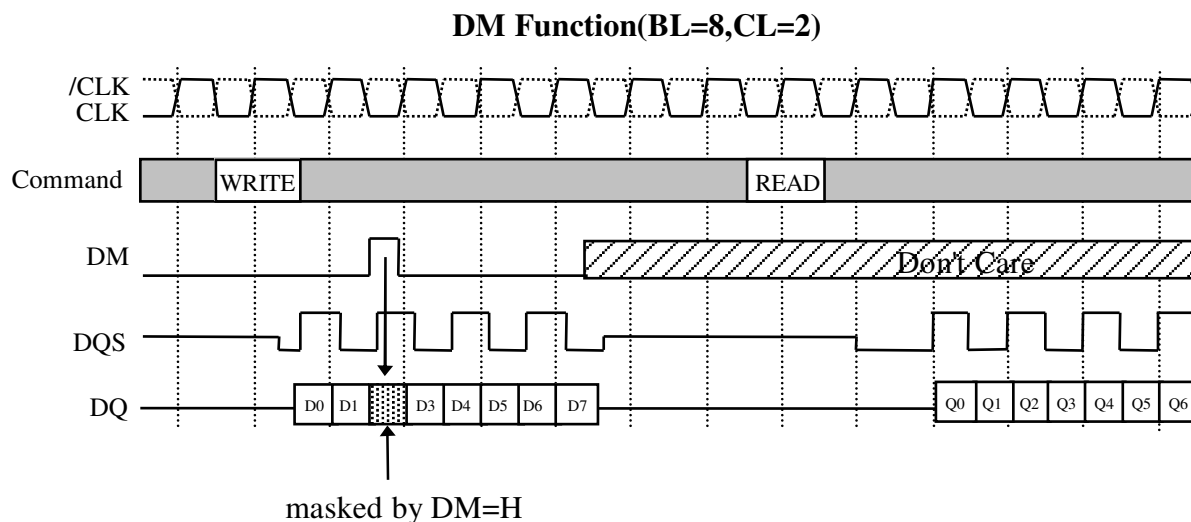 DM Function(BL=8,CL=2)
/CLK
CLK
Command
WRITE
READ
DM
Don't Care
DQS
DQ
D0 D1 D3 D4 D5 D6 D7
Q0 Q1 Q2 Q3 Q4 Q5 Q6
masked by DM=H